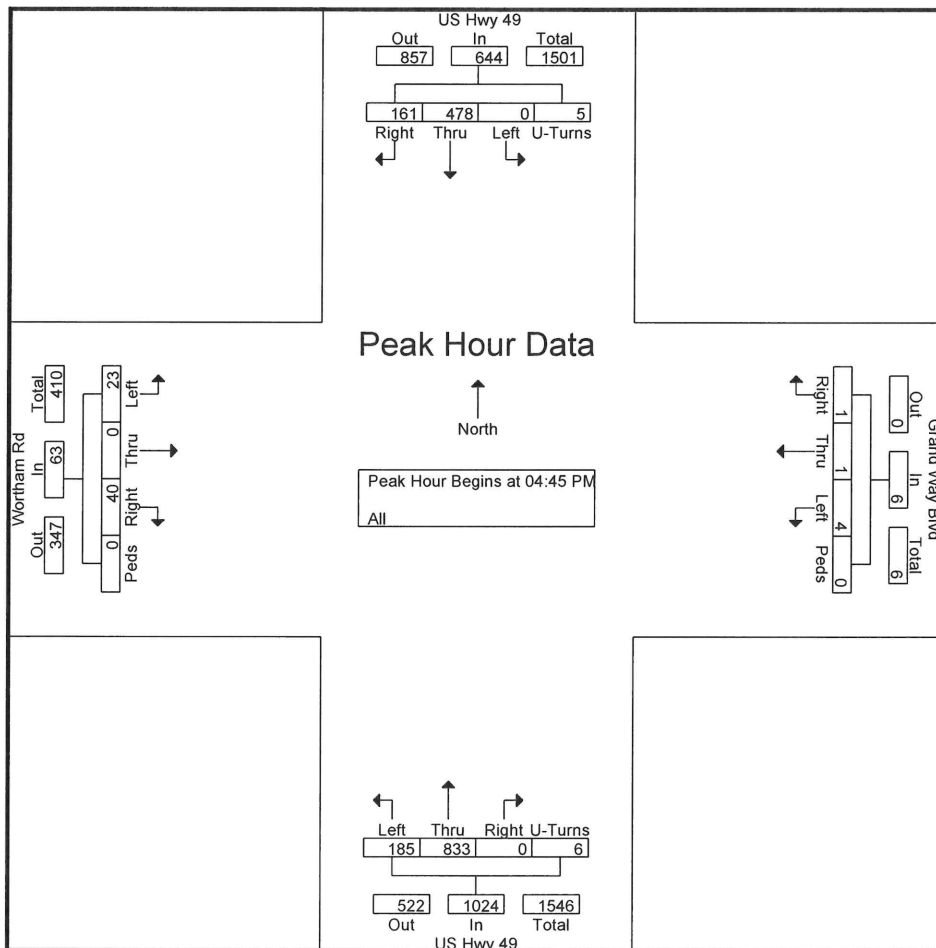 US Hwy 49
Out In Total
857 644 1501
161 478 0 5
Right Thru Left U-Turns
Peak Hour Data
North
Peak Hour Begins at 04:45 PM
All
Wortham Rd
Total In Out
410 63 347
23 0 40 0
Left Thru Right Peds
Right Thru Left Peds
1 1 4 0
0 6 6
Out In Total
Grand Way Blvd
Left Thru Right U-Turns
185 833 0 6
522 1024 1546
Out In Total
US Hwy 49